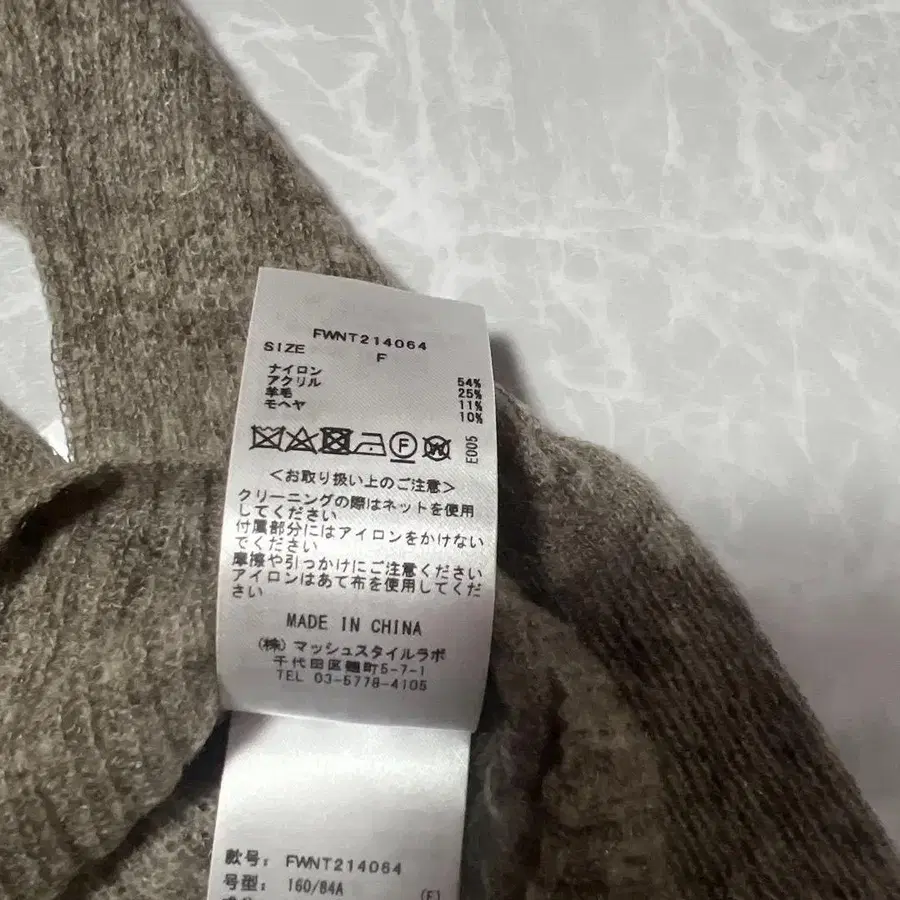 FWNT214064
SIZE F
ナイロン 54%
アクリル 25%
羊毛 11%
モヘヤ 10%
F W E005
<お取り扱い上のご注意>
クリーニングの際はネットを使用
してください
付属部分にはアイロンをかけない
でください
摩擦や引っかけにご注意ください
アイロンはあて布を使用してくだ
さい
MADE IN CHINA
(株)マッシュスタイルラボ
千代田区麹町5-7-1
TEL 03-5778-4105
款号: FWNT214064
号型: 160/84A
(F)